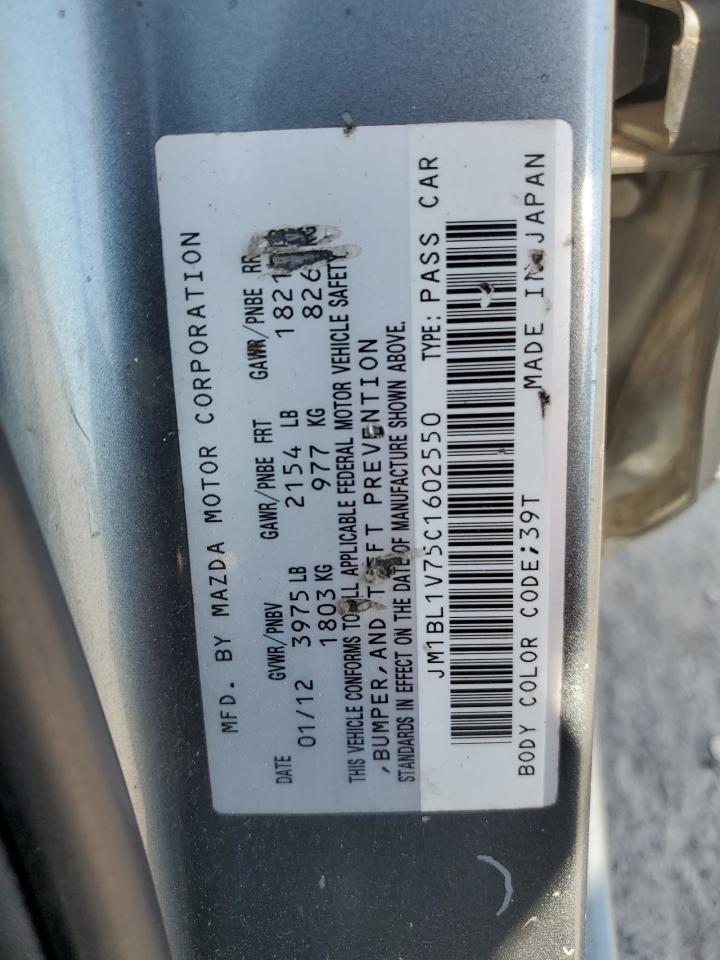 MFD. BY MAZDA MOTOR CORPORATION
DATE GVWR/PNBV GAWR/PNBE FRT GAWR/PNBE RR
01/12 3975 LB 2154 LB 1821
1803 KG 977 KG 826 KG
THIS VEHICLE CONFORMS TO ALL APPLICABLE FEDERAL MOTOR VEHICLE SAFETY
,BUMPER,AND THEFT PREVENTION
STANDARDS IN EFFECT ON THE DATE OF MANUFACTURE SHOWN ABOVE.
JM1BL1V75C1602550 TYPE: PASS CAR
BODY COLOR CODE;39T MADE IN JAPAN